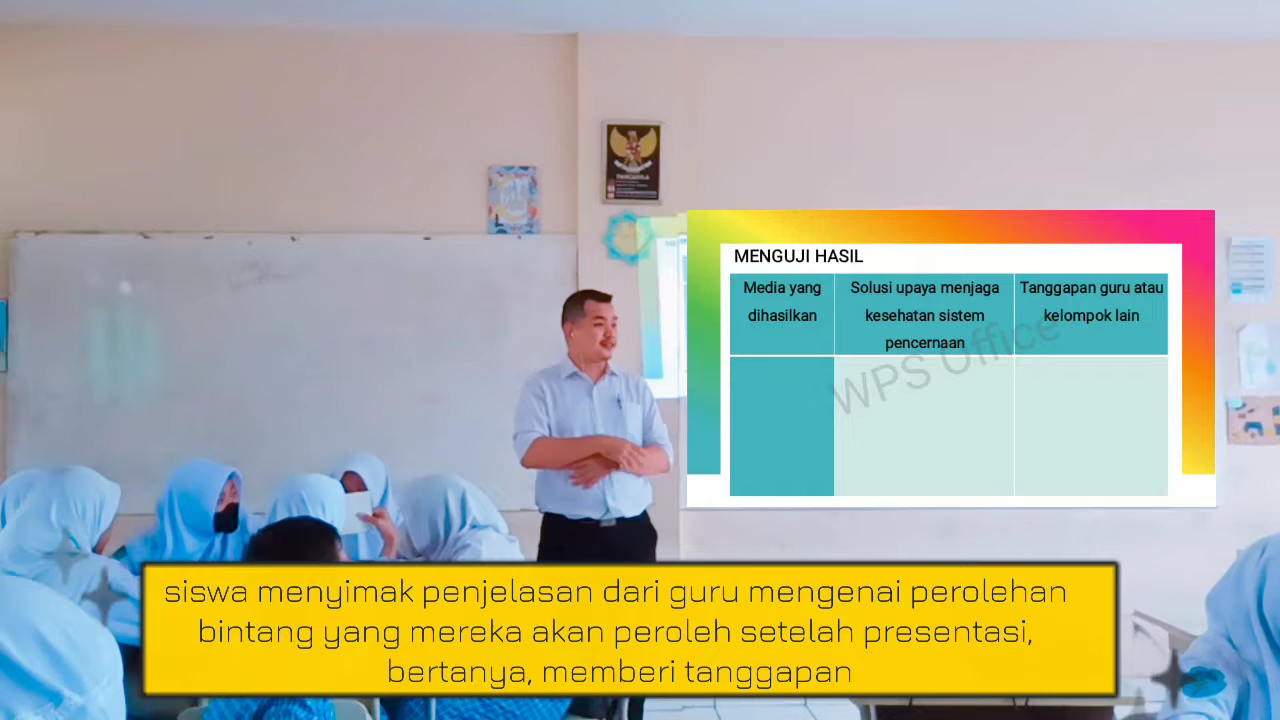 PANCASILA
MENGUJI HASIL
Media yang
dihasilkan
Solusi upaya menjaga
kesehatan sistem
pencernaan
Tanggapan guru atau
kelompok lain
WPS Office
siswa menyimak penjelasan dari guru mengenai perolehan
bintang yang mereka akan peroleh setelah presentasi,
bertanya, memberi tanggapan